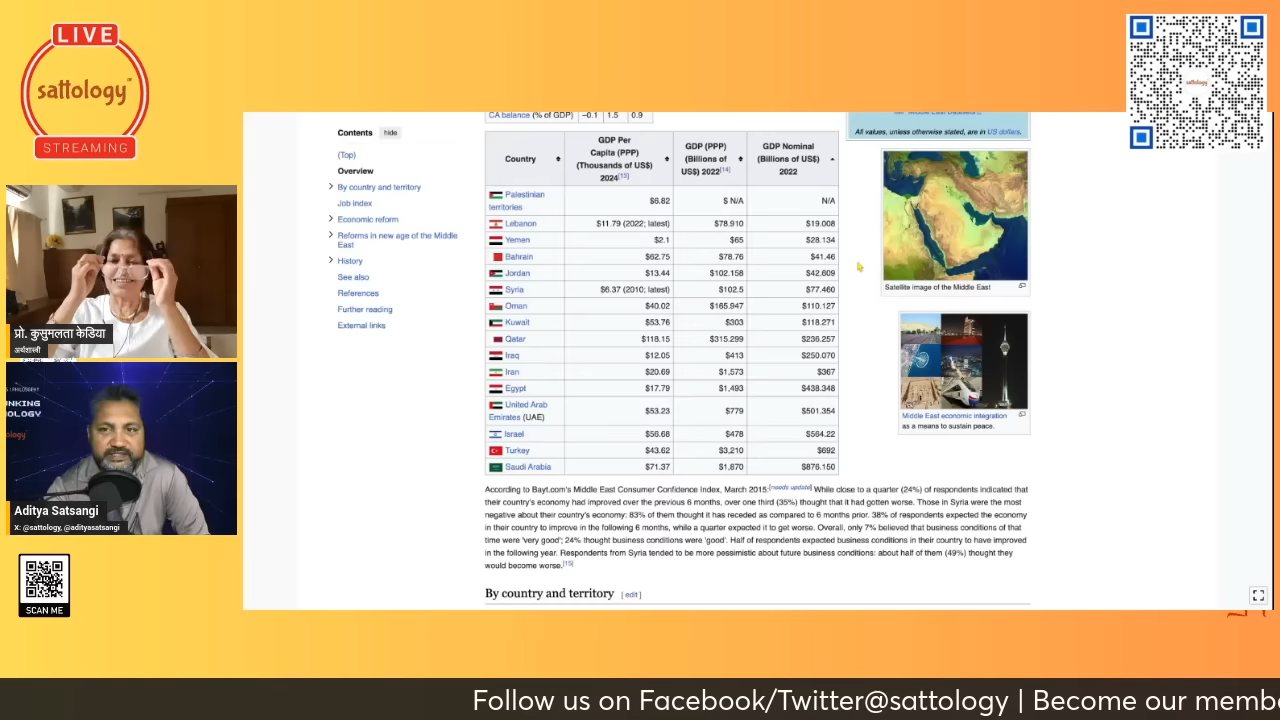 LIVE
sattology™
STREAMING
प्रो. कुसुमलता केडिया
अर्थशास्त्री
Aditya Satsangi
X: @sattology, @adityasatsangi
SCAN ME
sattology
Contents hide
(Top)
Overview
By country and territory
Job index
Economic reform
Reforms in new age of the Middle
East
History
See also
References
Further reading
External links
CA balance (% of GDP) −0.1 1.5 0.9
Country GDP Per Capita (PPP) (Thousands of US$) 2024[13] GDP (PPP) (Billions of US$) 2022[14] GDP Nominal (Billions of US$) 2022
Palestinian territories $6.82 $ N/A N/A
Lebanon $11.79 (2022; latest) $78.910 $19.008
Yemen $2.1 $65 $28.134
Bahrain $62.75 $78.76 $41.46
Jordan $13.44 $102.158 $42.609
Syria $6.37 (2010; latest) $102.5 $77.460
Oman $40.02 $165.947 $110.127
Kuwait $53.76 $303 $118.271
Qatar $118.15 $315.299 $236.257
Iraq $12.05 $413 $250.070
Iran $20.69 $1,573 $367
Egypt $17.79 $1,493 $438.348
United Arab Emirates (UAE) $53.23 $779 $501.354
Israel $56.68 $478 $564.22
Turkey $43.62 $3,210 $692
Saudi Arabia $71.37 $1,870 $876.150
All values, unless otherwise stated, are in US dollars.
Satellite image of the Middle East
Middle East economic integration
as a means to sustain peace.
According to Bayt.com's Middle East Consumer Confidence Index, March 2015:[needs update] While close to a quarter (24%) of respondents indicated that
their country's economy had improved over the previous 6 months, over one third (35%) thought that it had gotten worse. Those in Syria were the most
negative about their country's economy: 83% of them thought it has receded as compared to 6 months prior. 38% of respondents expected the economy
in their country to improve in the following 6 months, while a quarter expected it to get worse. Overall, only 7% believed that business conditions of that
time were 'very good'; 24% thought business conditions were 'good'. Half of respondents expected business conditions in their country to have improved
in the following year. Respondents from Syria tended to be more pessimistic about future business conditions: about half of them (49%) thought they
would become worse.[15]
By country and territory [ edit ]
Follow us on Facebook/Twitter@sattology | Become our memb